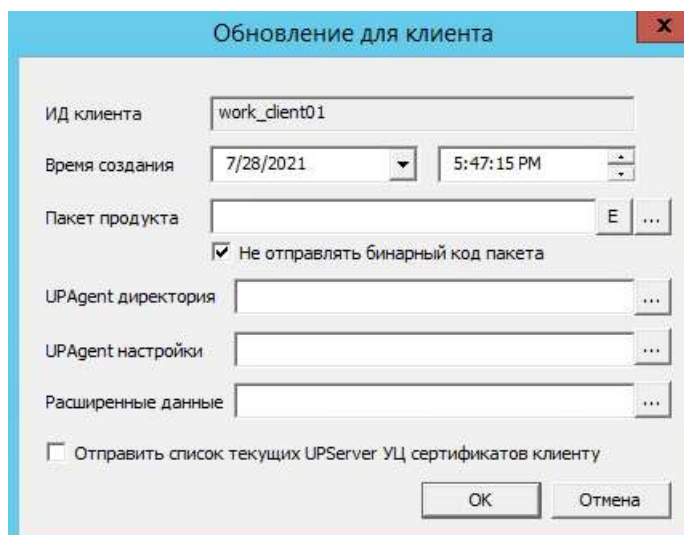 Обновление для клиента
x
ИД клиента work_client01
Время создания 7/28/2021 5:47:15 PM
Пакет продукта E ...
Не отправлять бинарный код пакета
UPAgent директория ...
UPAgent настройки ...
Расширенные данные ...
Отправить список текущих UPServer УЦ сертификатов клиенту
OK Отмена